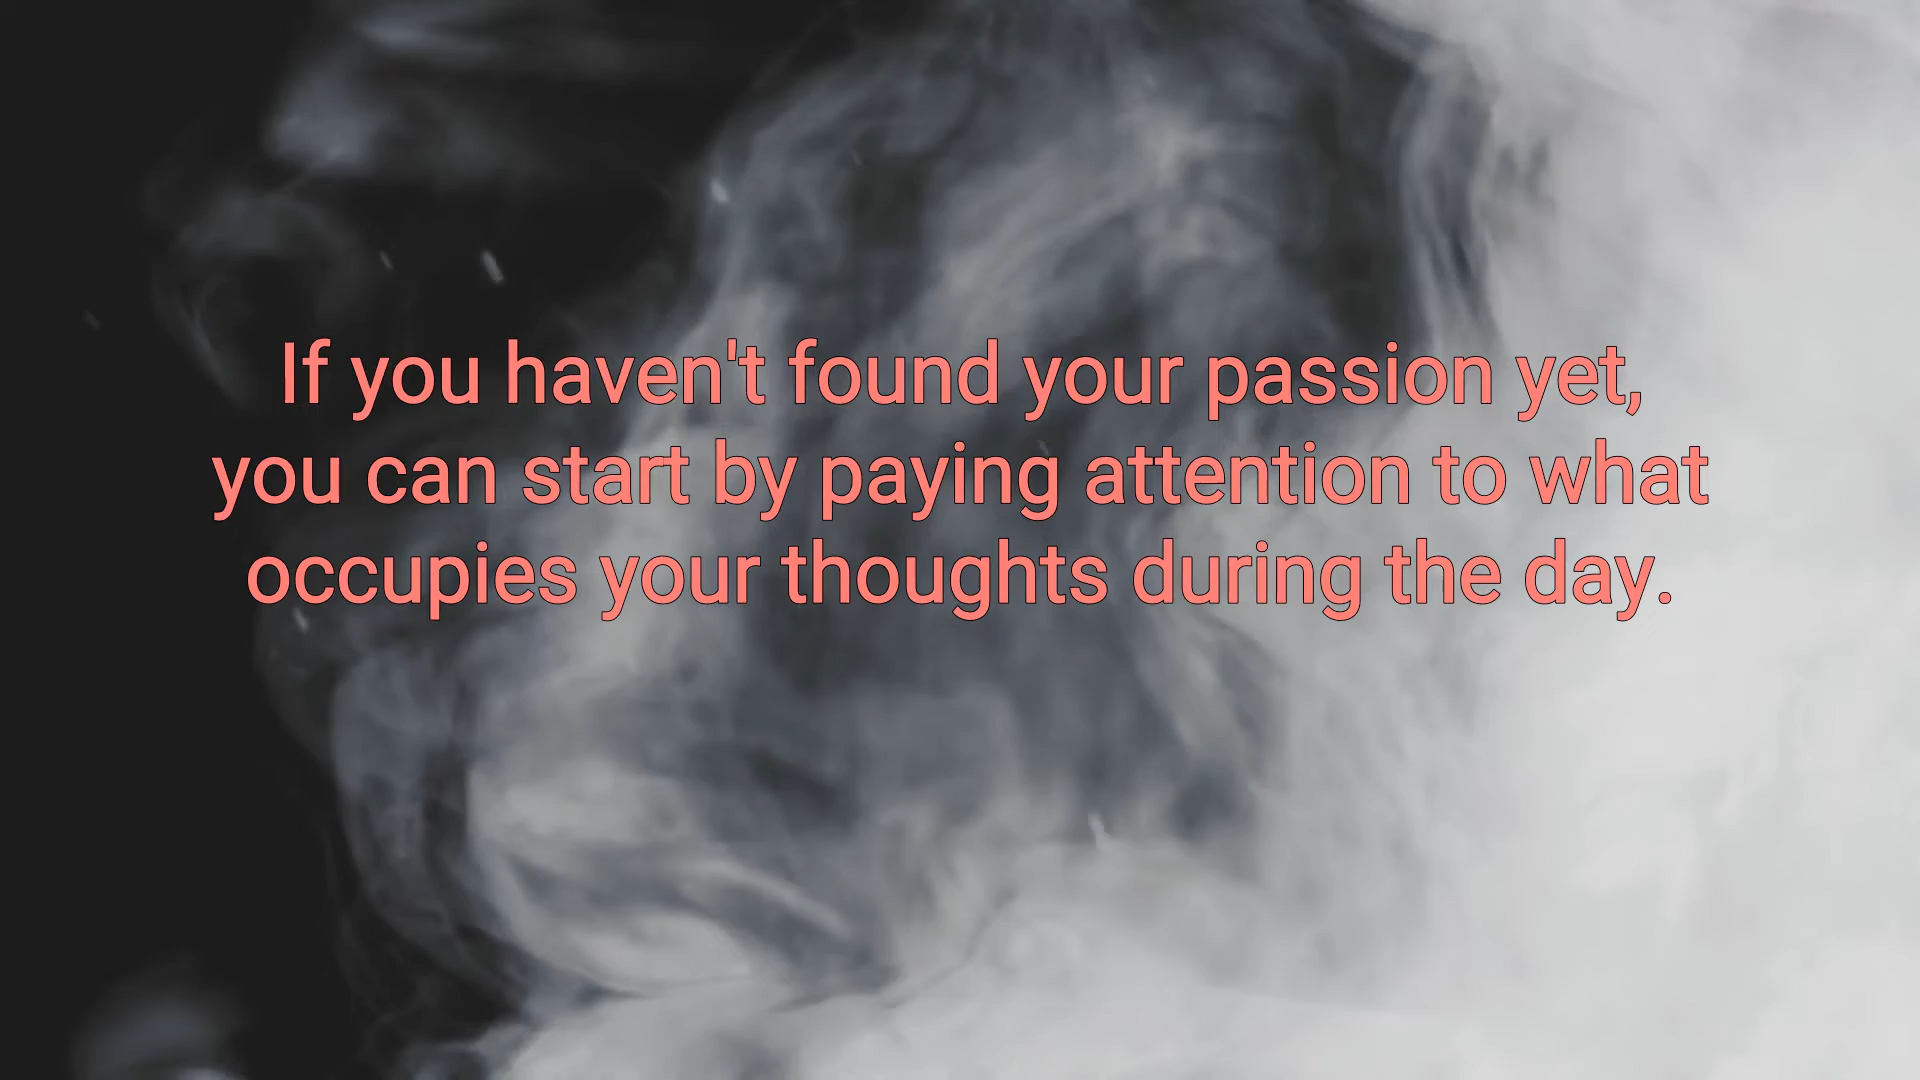 If you haven't found your passion yet,
you can start by paying attention to what
occupies your thoughts during the day.